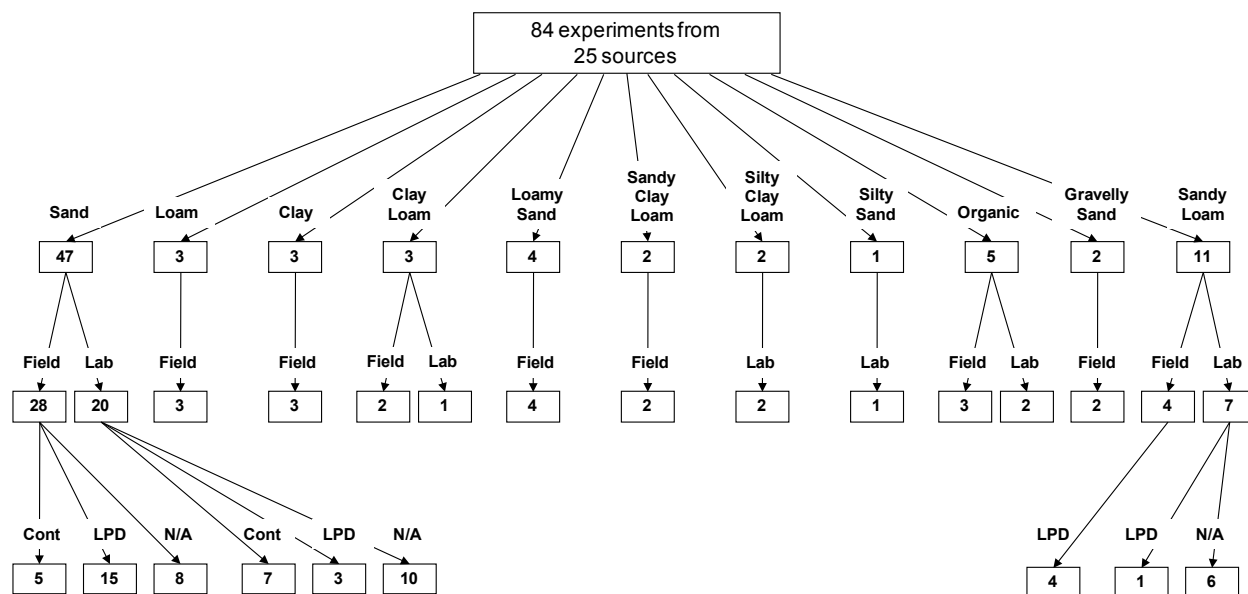 84 experiments from
25 sources
Sand
Loam
Clay
Clay
Loam
Loamy
Sand
Sandy
Clay
Loam
Silty
Clay
Loam
Silty
Sand
Organic
Gravelly
Sand
Sandy
Loam
47
3
3
3
4
2
2
1
5
2
11
Field
Lab
Field
Field
Field
Lab
Field
Field
Lab
Lab
Field
Lab
Field
Field
Lab
28
20
3
3
2
1
4
2
2
1
3
2
2
4
7
Cont
LPD
N/A
Cont
LPD
N/A
LPD
LPD
N/A
5
15
8
7
3
10
4
1
6